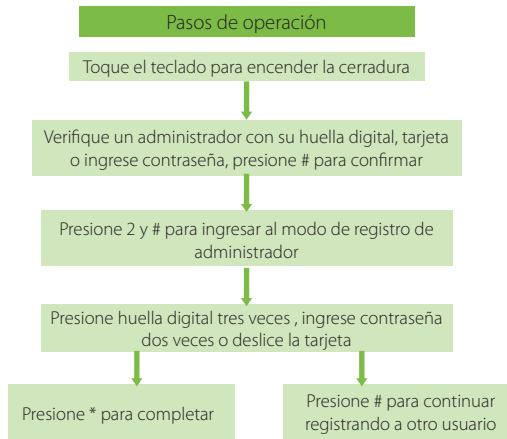 Pasos de operación
Toque el teclado para encender la cerradura
Verifique un administrador con su huella digital, tarjeta
o ingrese contraseña, presione # para confirmar
Presione 2 y # para ingresar al modo de registro de
administrador
Presione huella digital tres veces , ingrese contraseña
dos veces o deslice la tarjeta
Presione * para completar
Presione # para continuar
registrando a otro usuario